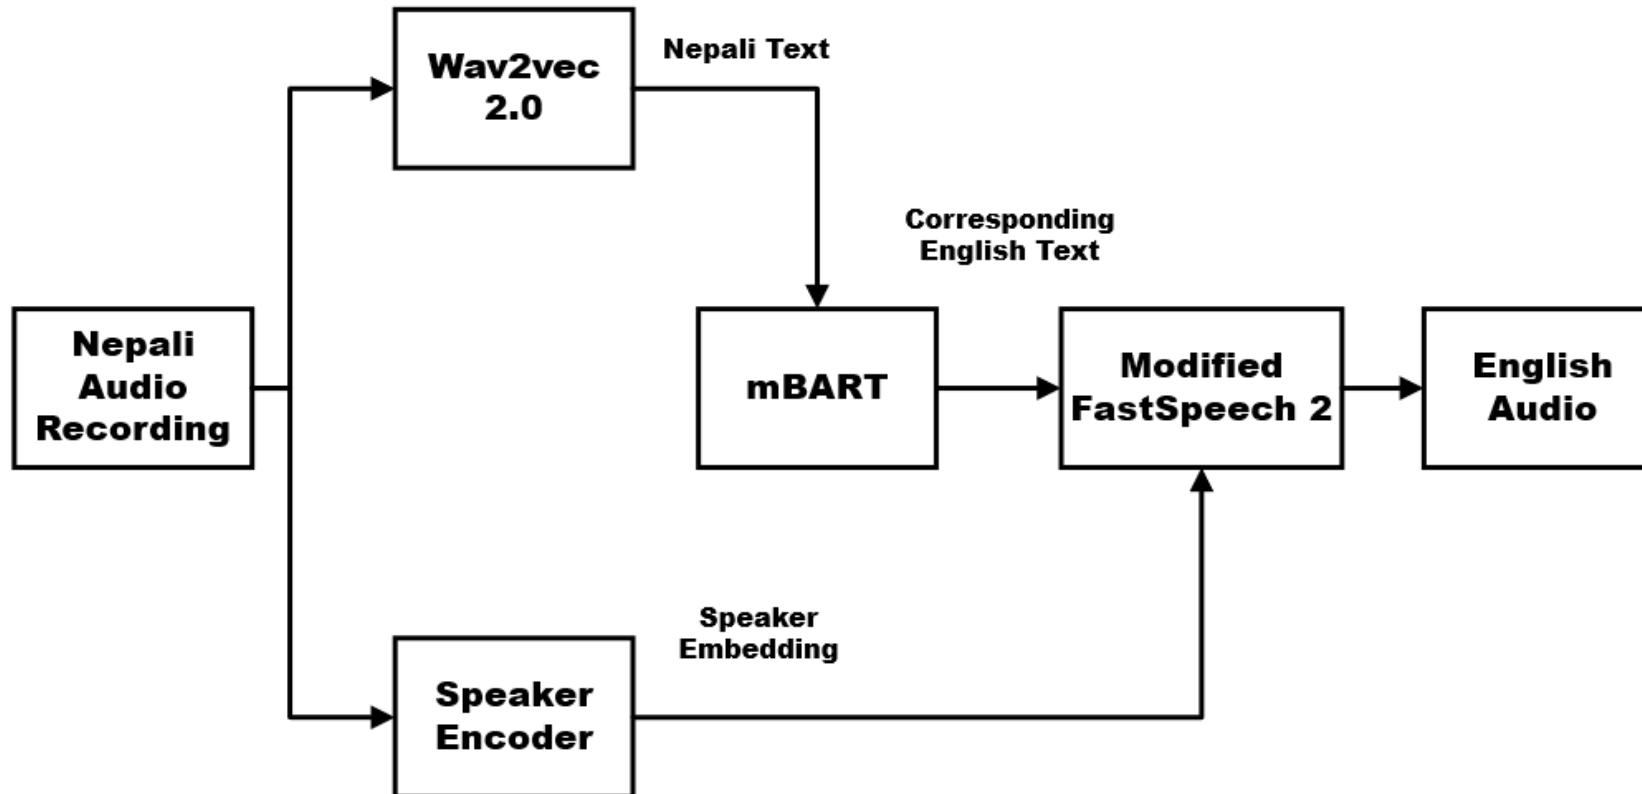 Wav2vec
2.0
Nepali Text
Corresponding
English Text
Nepali
Audio
Recording
mBART
Modified
FastSpeech 2
English
Audio
Speaker
Embedding
Speaker
Encoder